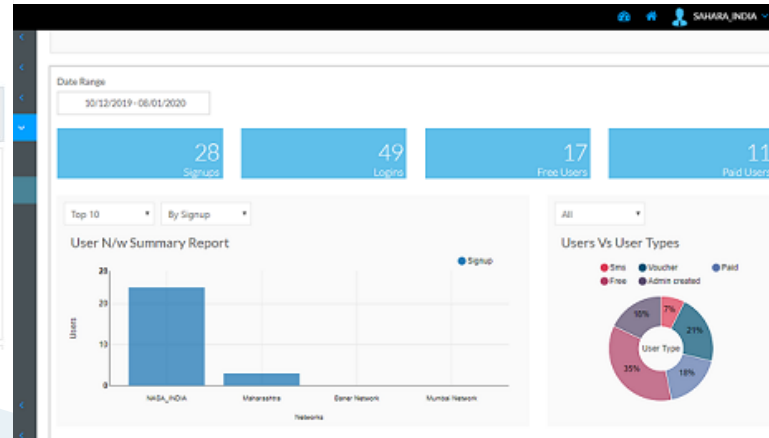 SAHARA_INDIA
Date Range
10/12/2019 - 08/01/2020
28
Signups
49
Logins
17
Free Users
11
Paid Users
Top 10
By Signup
All
User N/w Summary Report
Users Vs User Types
Signup
Sms
Voucher
Paid
Free
Admin created
28
20
10
0
Users
NASA_INDIA
Maharashtra
Baner Network
Mumbai Network
Networks
7%
21%
18%
35%
18%
User Type